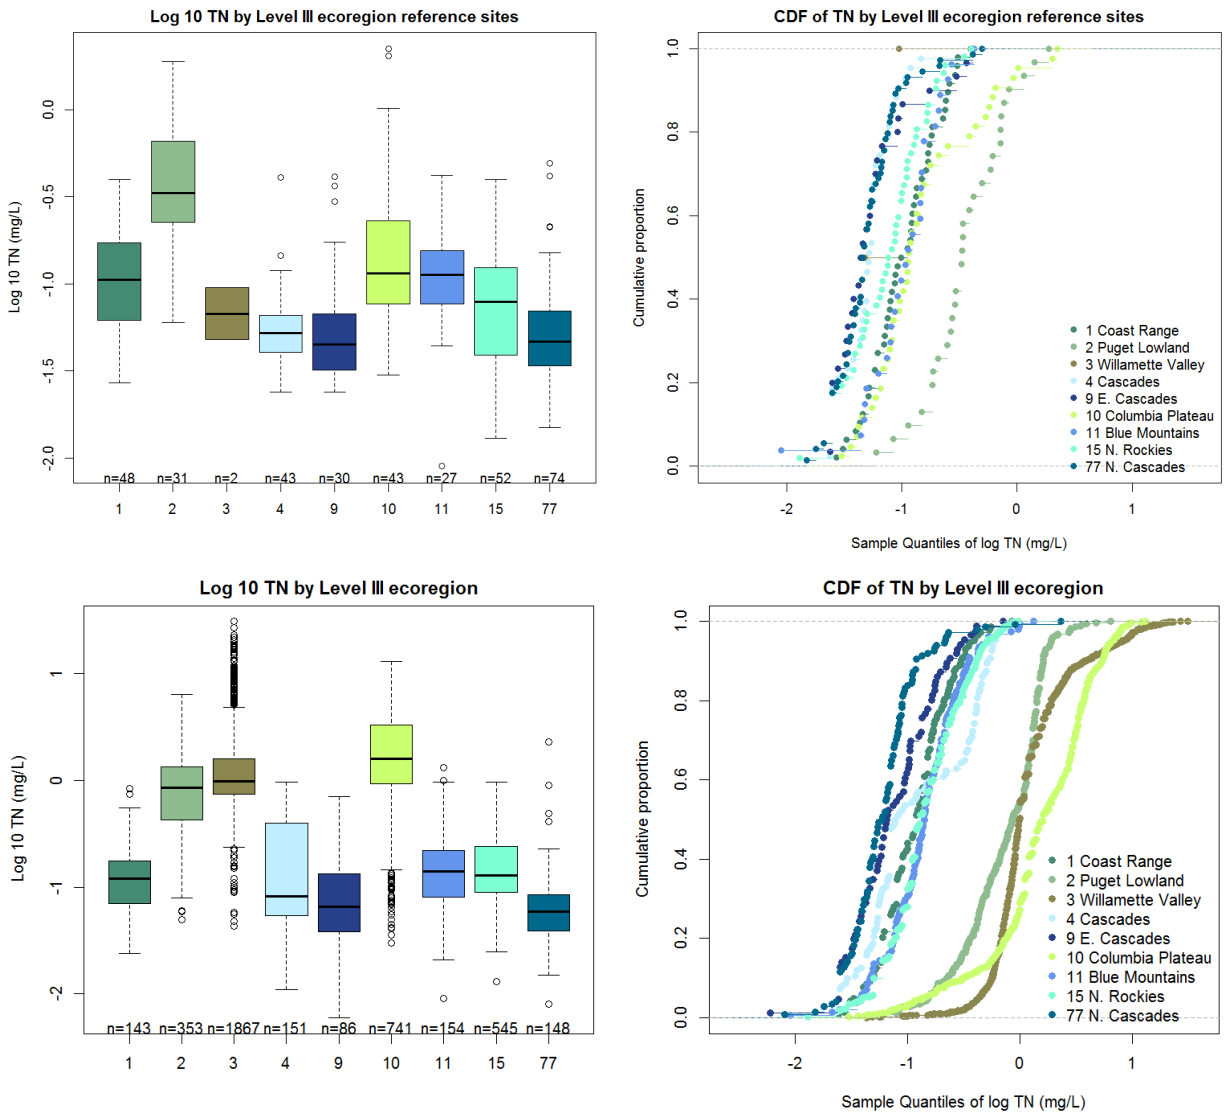 Log 10 TN by Level III ecoregion reference sites
Log 10 TN (mg/L)
0.0
-0.5
-1.0
-1.5
-2.0
n=48 n=31 n=2 n=43 n=30 n=43 n=27 n=52 n=74
1 2 3 4 9 10 11 15 77
CDF of TN by Level III ecoregion reference sites
Cumulative proportion
1.0
0.8
0.6
0.4
0.2
0.0
1 Coast Range
2 Puget Lowland
3 Willamette Valley
4 Cascades
9 E. Cascades
10 Columbia Plateau
11 Blue Mountains
15 N. Rockies
77 N. Cascades
-2 -1 0 1
Sample Quantiles of log TN (mg/L)
Log 10 TN by Level III ecoregion
Log 10 TN (mg/L)
1
0
-1
-2
n=143 n=353 n=1867 n=151 n=86 n=741 n=154 n=545 n=148
1 2 3 4 9 10 11 15 77
CDF of TN by Level III ecoregion
Cumulative proportion
1.0
0.8
0.6
0.4
0.2
0.0
1 Coast Range
2 Puget Lowland
3 Willamette Valley
4 Cascades
9 E. Cascades
10 Columbia Plateau
11 Blue Mountains
15 N. Rockies
77 N. Cascades
-2 -1 0 1
Sample Quantiles of log TN (mg/L)